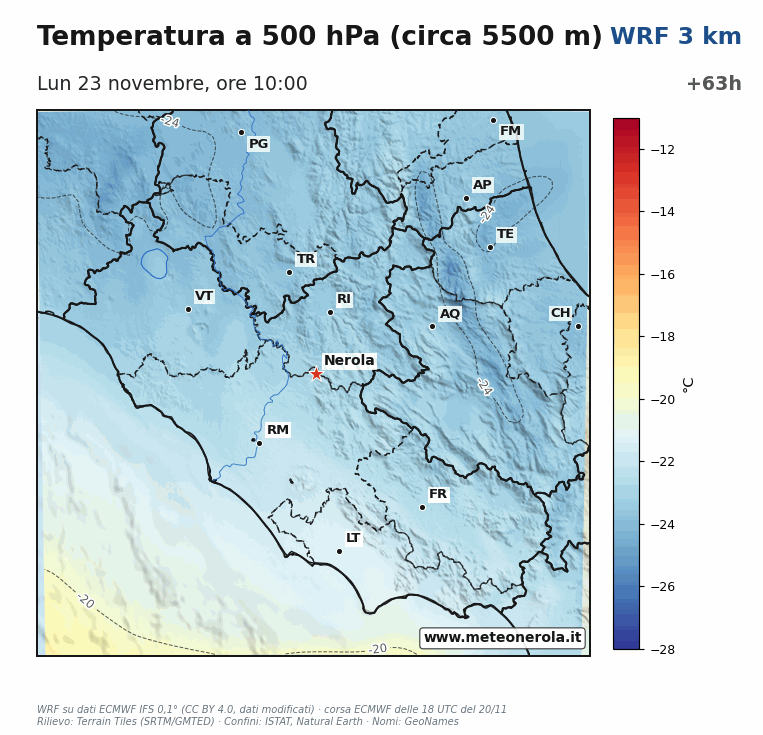 Temperatura a 500 hPa (circa 5500 m) WRF 3 km
Lun 23 novembre, ore 10:00 +63h
-24
FM
PG
AP
-24
TE
TR
VT
RI
AQ
CH
Nerola
-24
RM
FR
LT
-20
-20
www.meteonerola.it
−12
−14
−16
−18
−20
−22
−24
−26
−28
°C
WRF su dati ECMWF IFS 0,1° (CC BY 4.0, dati modificati) · corsa ECMWF delle 18 UTC del 20/11
Rilievo: Terrain Tiles (SRTM/GMTED) · Confini: ISTAT, Natural Earth · Nomi: GeoNames